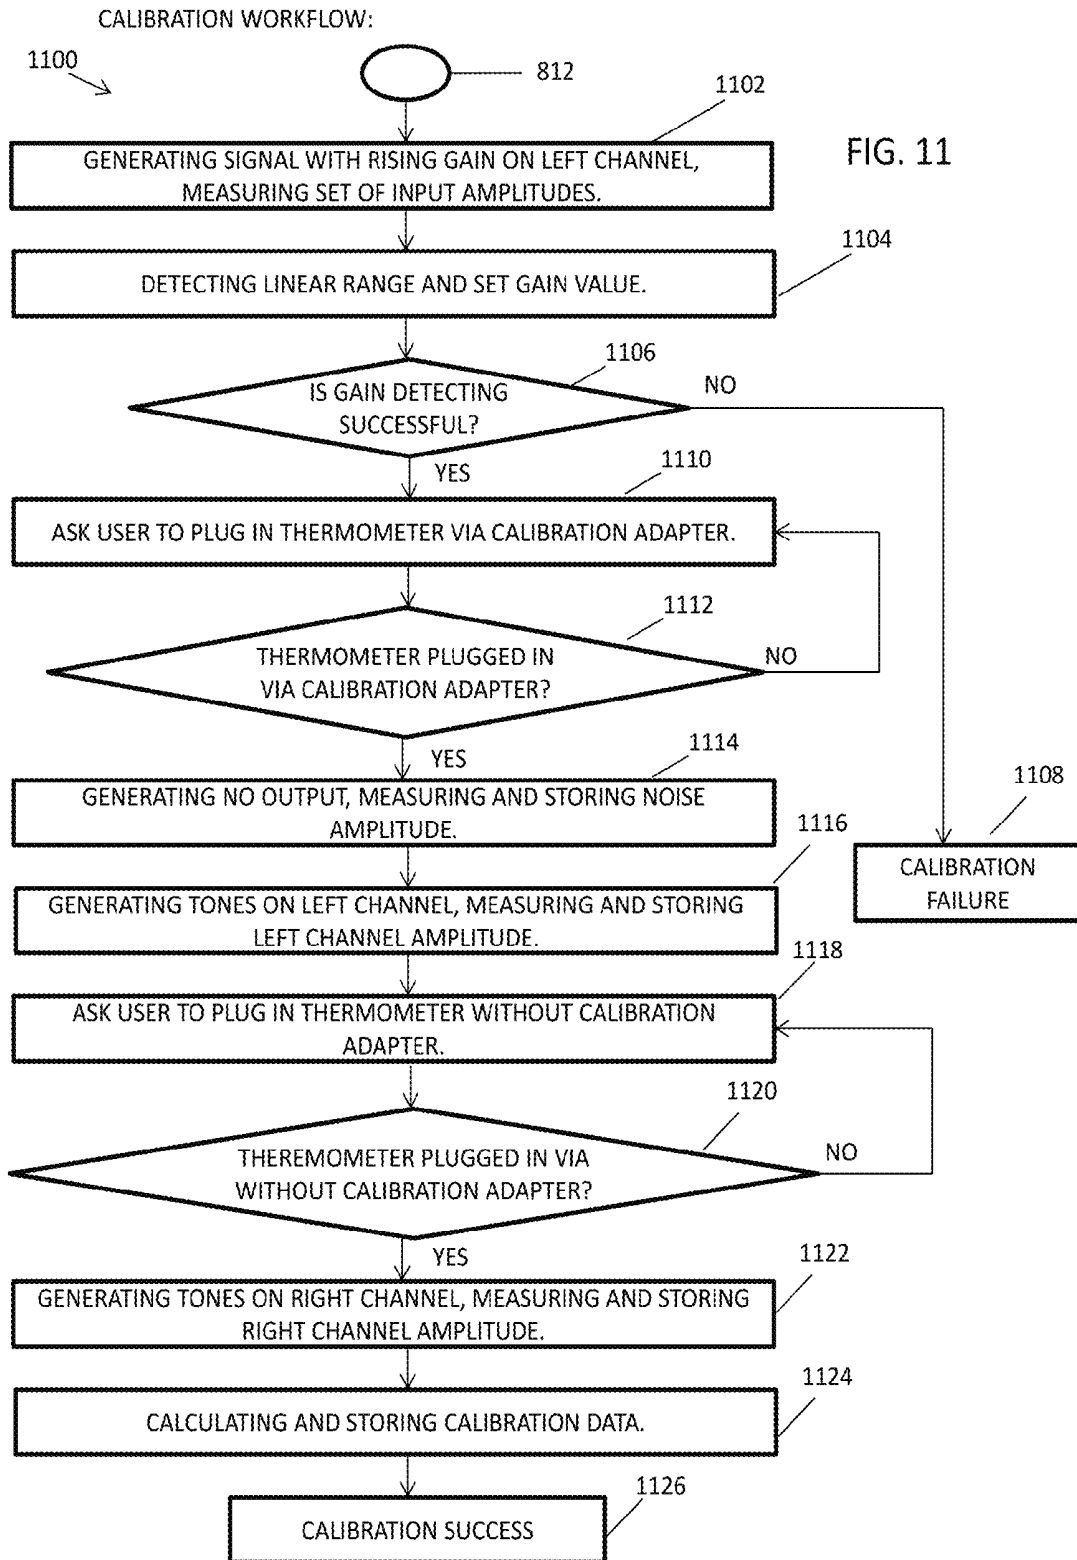 CALIBRATION WORKFLOW:
1100
812
1102
FIG. 11
GENERATING SIGNAL WITH RISING GAIN ON LEFT CHANNEL,
MEASURING SET OF INPUT AMPLITUDES.
1104
DETECTING LINEAR RANGE AND SET GAIN VALUE.
1106
NO
IS GAIN DETECTING
SUCCESSFUL?
YES
1110
ASK USER TO PLUG IN THERMOMETER VIA CALIBRATION ADAPTER.
1112
THERMOMETER PLUGGED IN
VIA CALIBRATION ADAPTER?
NO
YES
1114
GENERATING NO OUTPUT, MEASURING AND STORING NOISE
AMPLITUDE.
1108
CALIBRATION
FAILURE
1116
GENERATING TONES ON LEFT CHANNEL, MEASURING AND STORING
LEFT CHANNEL AMPLITUDE.
1118
ASK USER TO PLUG IN THERMOMETER WITHOUT CALIBRATION
ADAPTER.
1120
THEREMOMETER PLUGGED IN VIA
WITHOUT CALIBRATION ADAPTER?
NO
YES
1122
GENERATING TONES ON RIGHT CHANNEL, MEASURING AND STORING
RIGHT CHANNEL AMPLITUDE.
1124
CALCULATING AND STORING CALIBRATION DATA.
1126
CALIBRATION SUCCESS